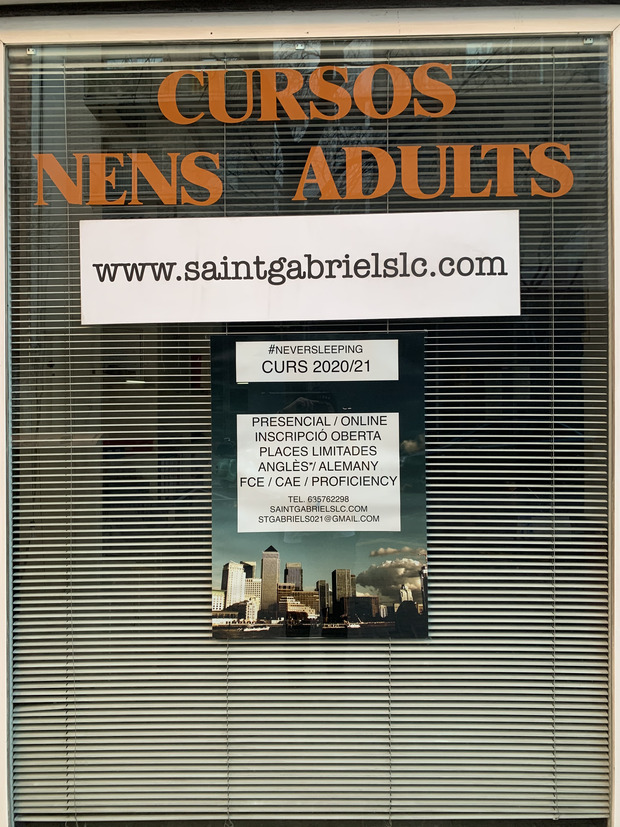 CURSOS
NENS ADULTS
www.saintgabrielslc.com
#NEVERSLEEPING
CURS 2020/21
PRESENCIAL / ONLINE
INSCRIPCIÓ OBERTA
PLACES LIMITADES
ANGLÈS*/ ALEMANY
FCE / CAE / PROFICIENCY
TEL. 635762298
SAINTGABRIELSLC.COM
STGABRIELS021@GMAIL.COM